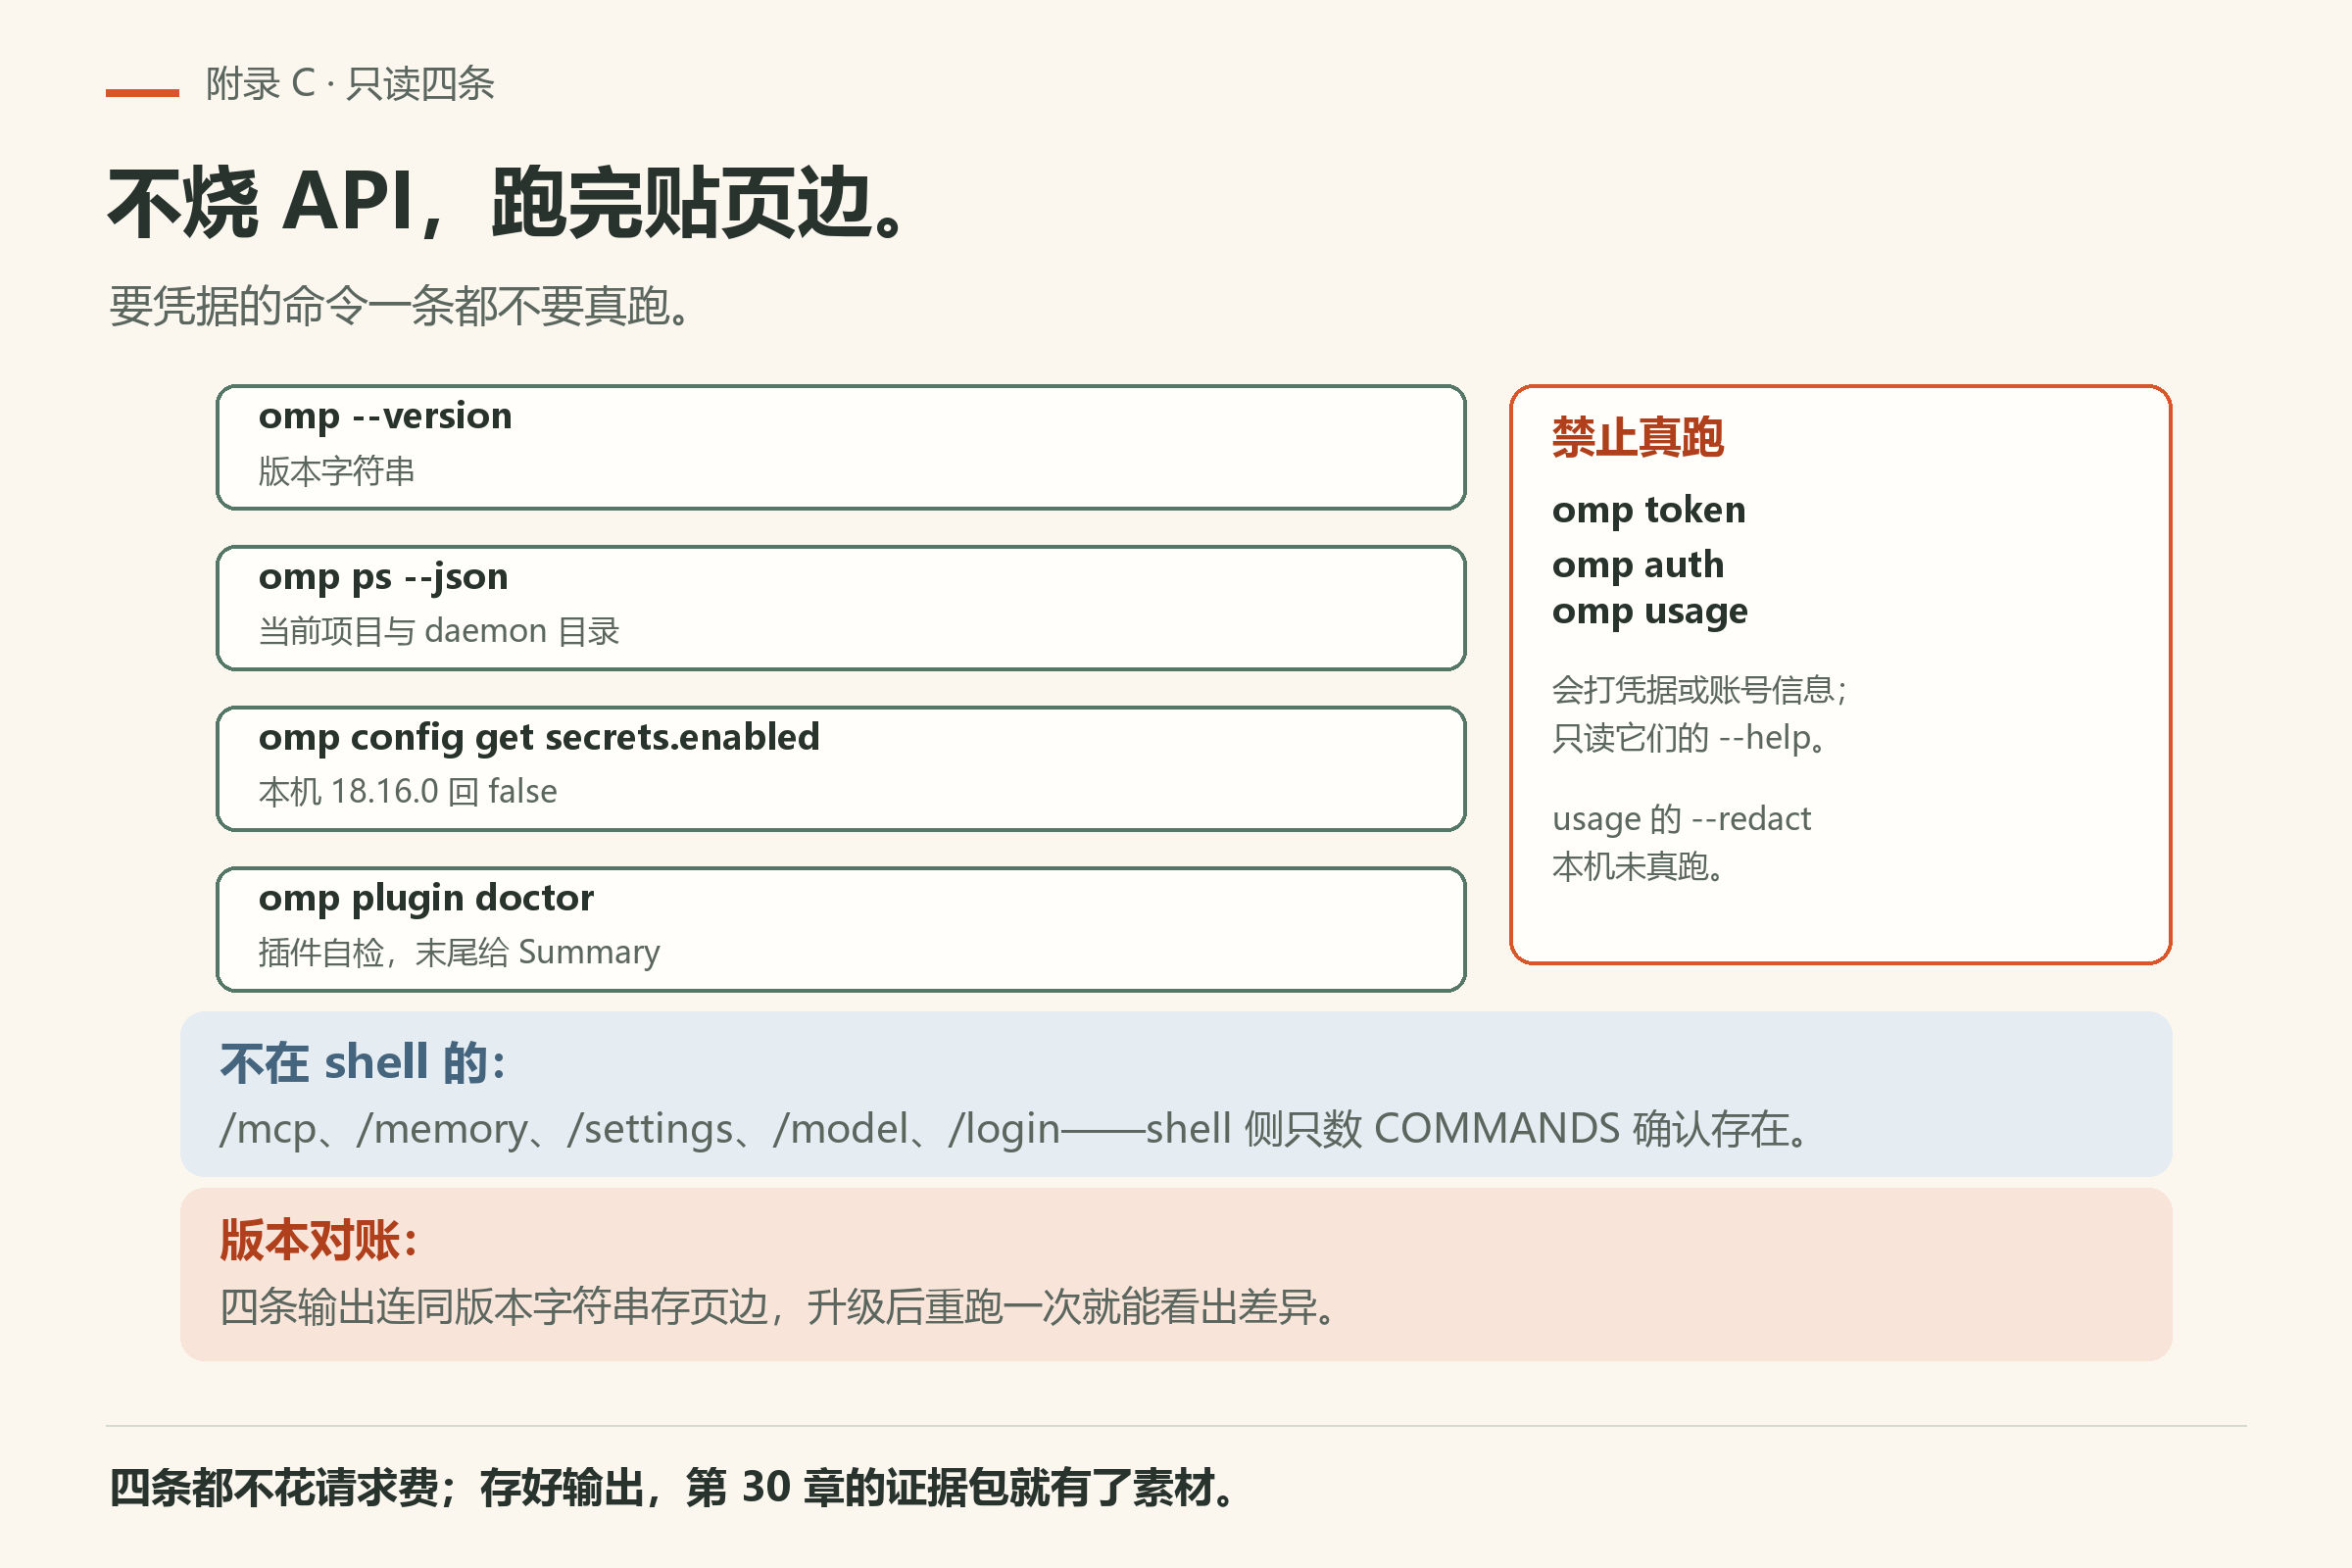 附录 C · 只读四条
不烧 API，跑完贴页边。
要凭据的命令一条都不要真跑。
omp --version
版本字符串
omp ps --json
当前项目与 daemon 目录
omp config get secrets.enabled
本机 18.16.0 回 false
omp plugin doctor
插件自检，末尾给 Summary
禁止真跑
omp token
omp auth
omp usage
会打凭据或账号信息；
只读它们的 --help。
usage 的 --redact
本机未真跑。
不在 shell 的：
/mcp、/memory、/settings、/model、/login——shell 侧只数 COMMANDS 确认存在。
版本对账：
四条输出连同版本字符串存页边，升级后重跑一次就能看出差异。
四条都不花请求费；存好输出，第 30 章的证据包就有了素材。